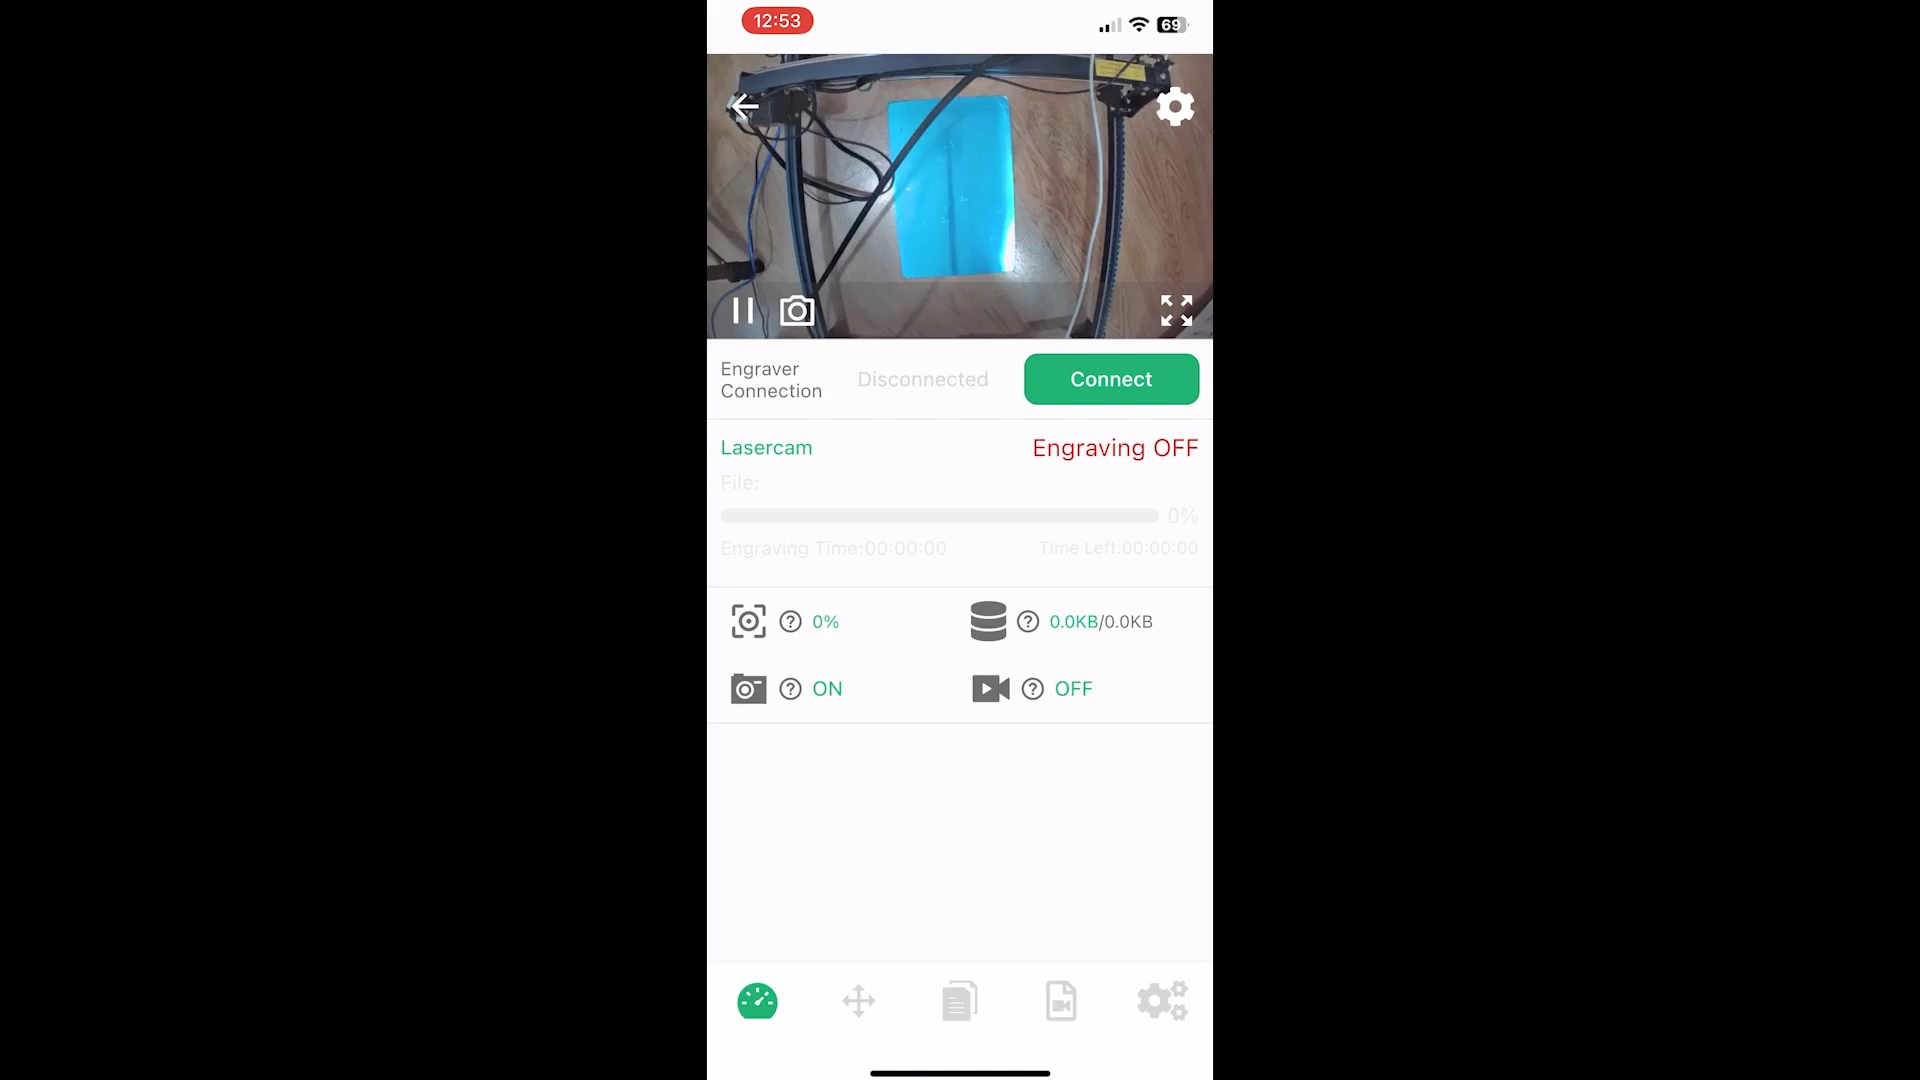 12:53
69
Engraver
Connection
Disconnected
Connect
Lasercam
Engraving OFF
File:
0%
Engraving Time:00:00:00
Time Left:00:00:00
? 0%
? 0.0KB/0.0KB
? ON
? OFF